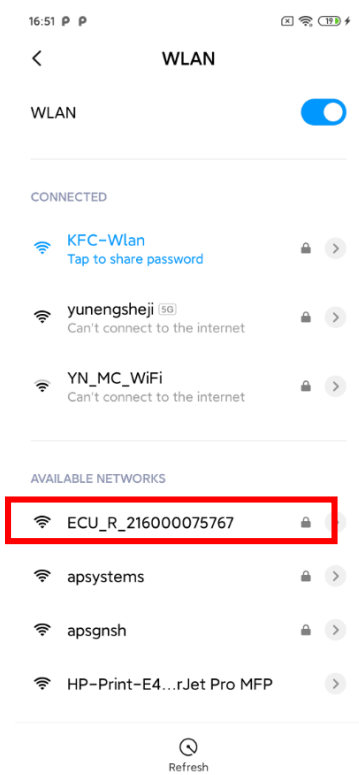 16:51 P P 19
WLAN
WLAN
CONNECTED
KFC-Wlan
Tap to share password
yunengsheji 5G
Can't connect to the internet
YN_MC_WiFi
Can't connect to the internet
AVAILABLE NETWORKS
ECU_R_216000075767
apsystems
apsgnsh
HP-Print-E4...rJet Pro MFP
Refresh